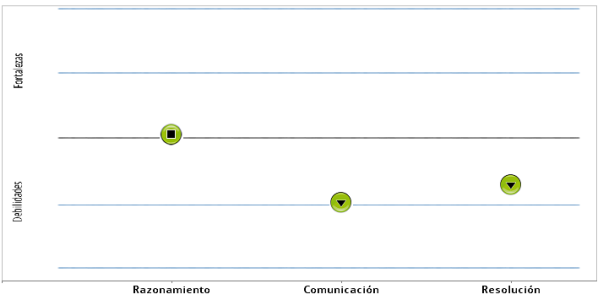 Fortalezas
Debilidades
Razonamiento
Comunicación
Resolución